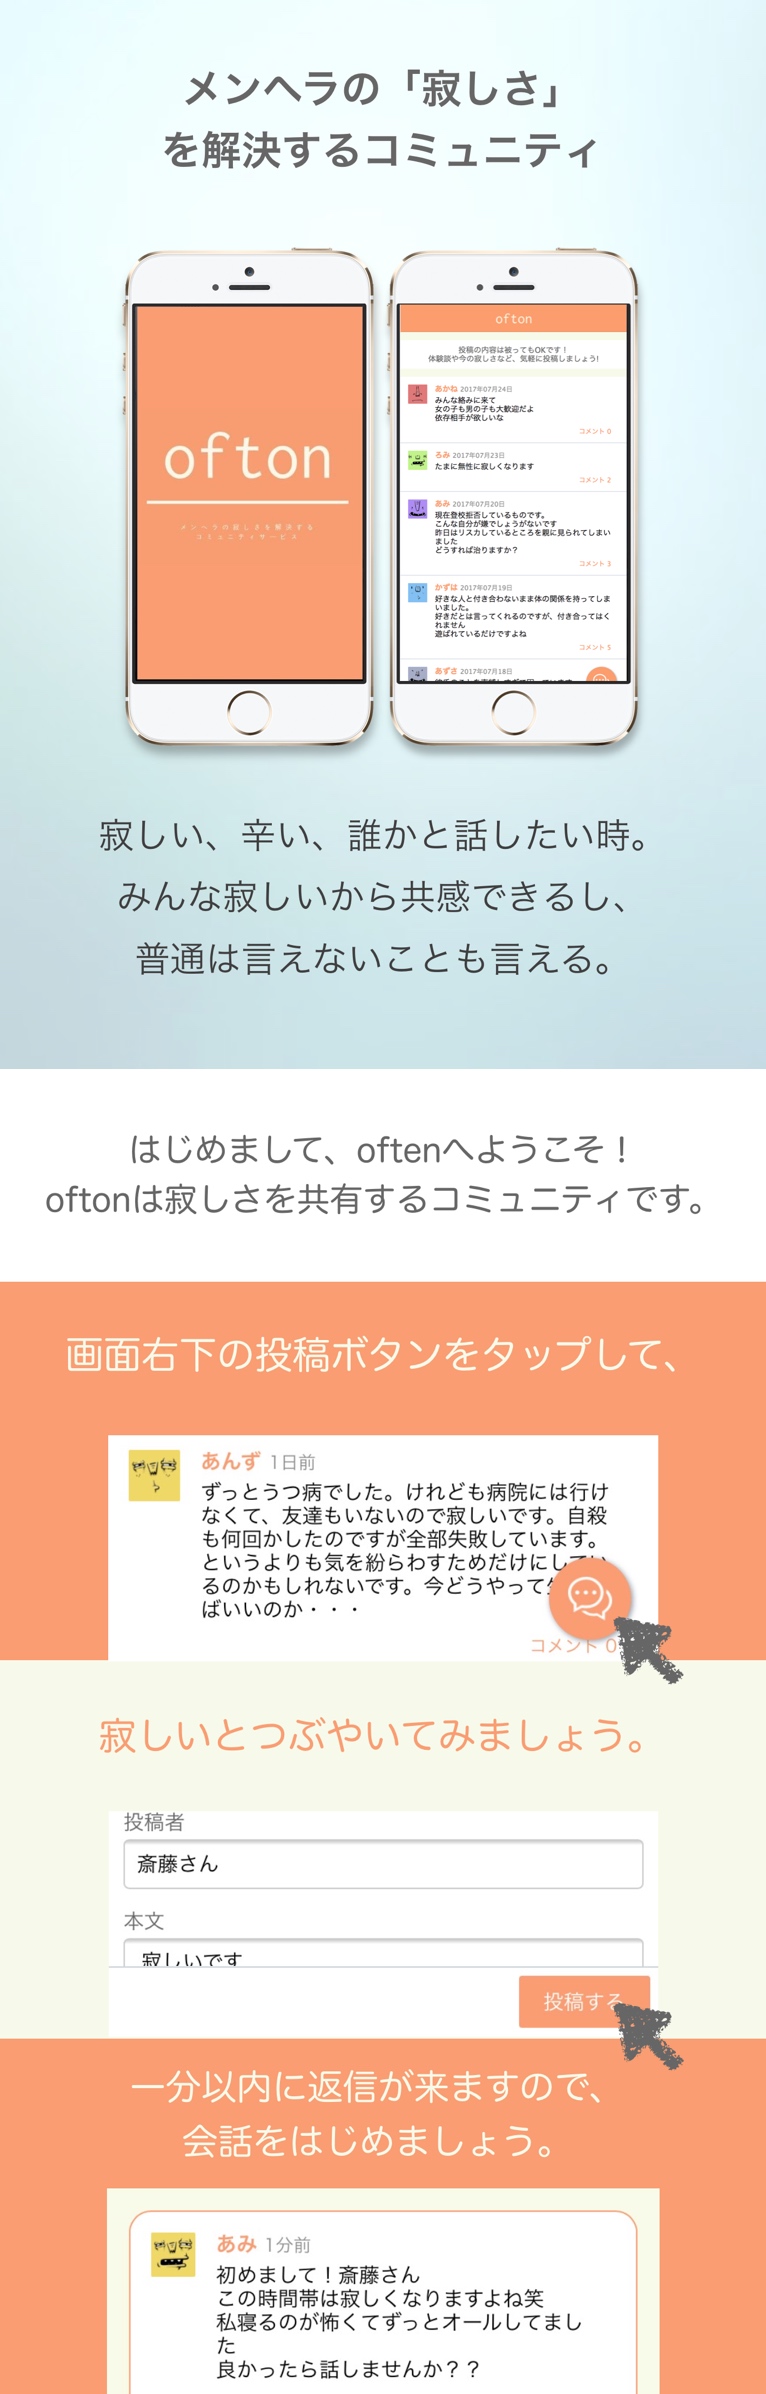 メンヘラの「寂しさ」
を解決するコミュニティ
ofton
メンヘラの寂しさを解決する
コミュニティサービス
ofton
投稿の内容は被ってもOKです！
体験談や今の寂しさなど、気軽に投稿しましょう!
あかね 2017年07月24日
みんな絡みに来て
女の子も男の子も大歓迎だよ
依存相手が欲しいな
コメント 0
ろみ 2017年07月23日
たまに無性に寂しくなります
コメント 2
あみ 2017年07月20日
現在登校拒否しているものです。
こんな自分が嫌でしょうがないです
昨日はリスカしているところを親に見られてしまい
ました
どうすれば治りますか？
コメント 3
かずは 2017年07月19日
好きな人と付き合わないまま体の関係を持ってしま
いました。
好きだとは言ってくれるのですが、付き合ってはく
れません
遊ばれているだけですよね
コメント 5
あずさ 2017年07月18日
寂しい、辛い、誰かと話したい時。
みんな寂しいから共感できるし、
普通は言えないことも言える。
はじめまして、oftenへようこそ！
oftonは寂しさを共有するコミュニティです。
画面右下の投稿ボタンをタップして、
あんず 1日前
ずっとうつ病でした。けれども病院には行け
なくて、友達もいないので寂しいです。自殺
も何回かしたのですが全部失敗しています。
というよりも気を紛らわすためだけにしてい
るのかもしれないです。今どうやって
ばいいのか・・・
コメント 0
寂しいとつぶやいてみましょう。
投稿者
斎藤さん
本文
寂しいです
投稿する
一分以内に返信が来ますので、
会話をはじめましょう。
あみ 1分前
初めまして！斎藤さん
この時間帯は寂しくなりますよね笑
私寝るのが怖くてずっとオールしてまし
た
良かったら話しませんか？？